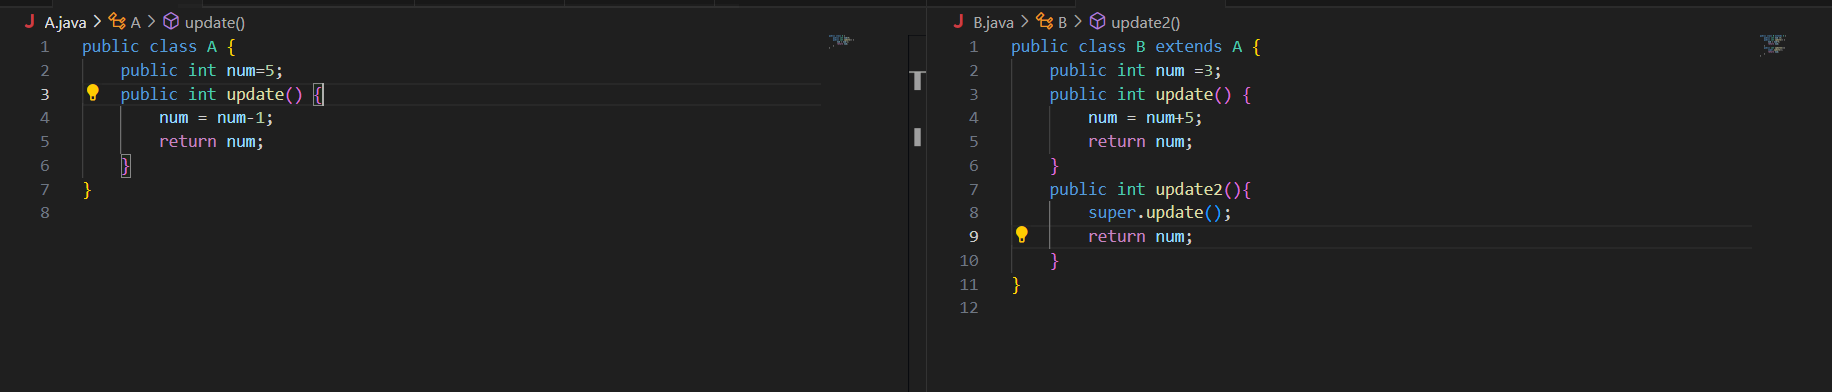 J A.java > A > update()
1 public class A {
2 public int num=5;
3 public int update() {
4 num = num-1;
5 return num;
6 }
7 }
8
J B.java > B > update2()
1 public class B extends A {
2 public int num =3;
3 public int update() {
4 num = num+5;
5 return num;
6 }
7 public int update2(){
8 super.update();
9 return num;
10 }
11 }
12